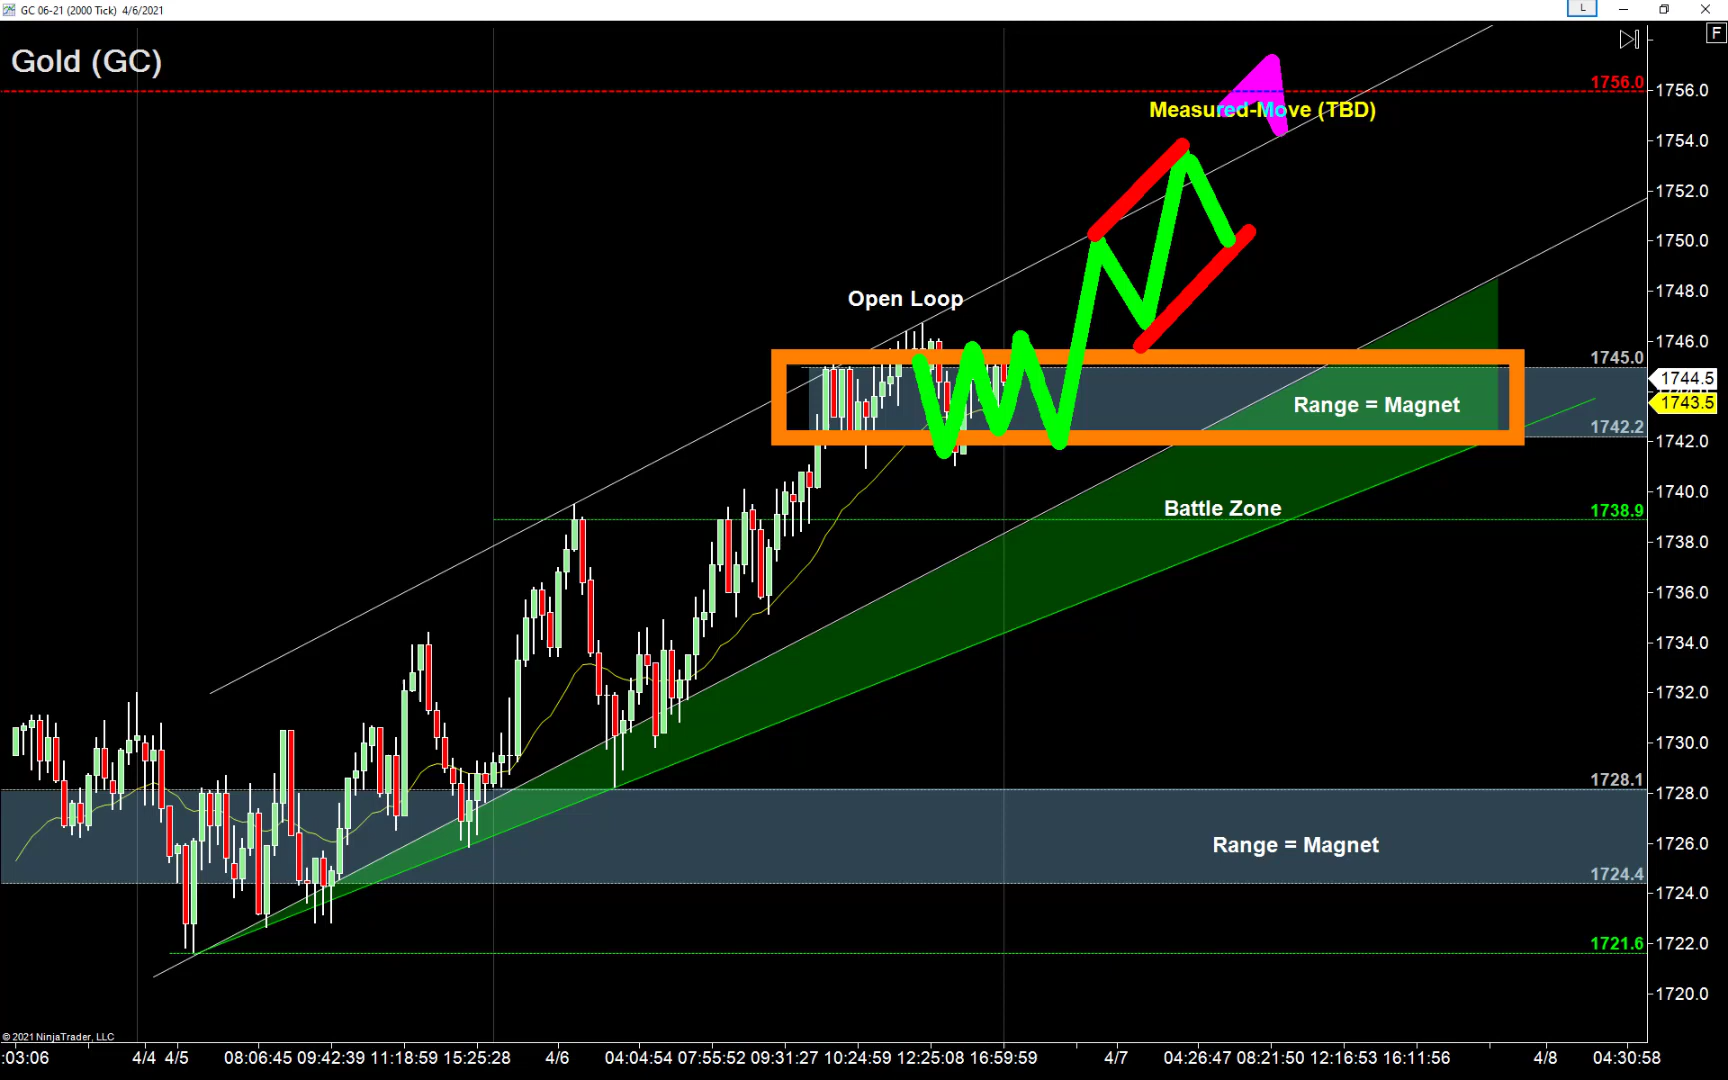 GC 06-21 (2000 Tick) 4/6/2021
L
F
Gold (GC)
1756.0
1756.0
Measured-Move (TBD)
1754.0
1752.0
1750.0
1748.0
Open Loop
1746.0
1745.0
1744.5
1743.5
Range = Magnet
1742.2
1742.0
1740.0
Battle Zone
1738.9
1738.0
1736.0
1734.0
1732.0
1730.0
1728.1
1728.0
1726.0
Range = Magnet
1724.4
1724.0
1721.6
1722.0
1720.0
© 2021 NinjaTrader, LLC
:03:06 4/4 4/5 08:06:45 09:42:39 11:18:59 15:25:28 4/6 04:04:54 07:55:52 09:31:27 10:24:59 12:25:08 16:59:59 4/7 04:26:47 08:21:50 12:16:53 16:11:56 4/8 04:30:58